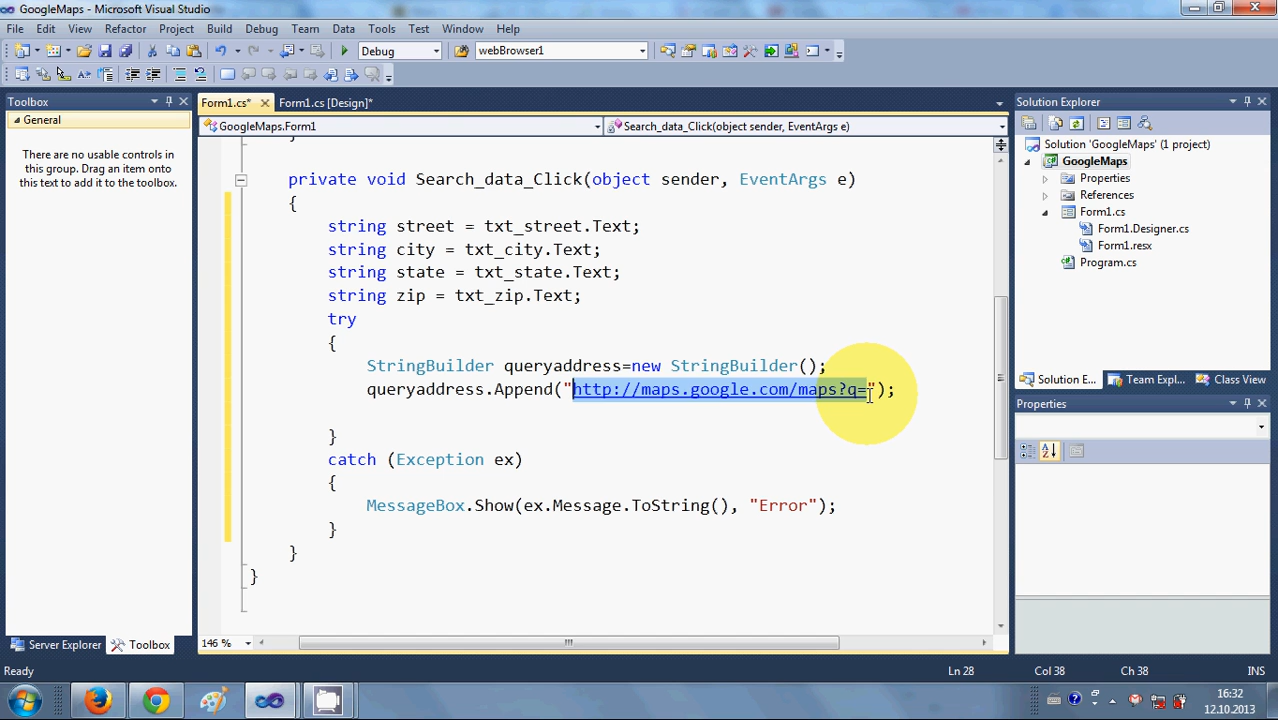 GoogleMaps - Microsoft Visual Studio
File Edit View Refactor Project Build Debug Team Data Tools Test Window Help
Debug webBrowser1
Toolbox
General
There are no usable controls in
this group. Drag an item onto
this text to add it to the toolbox.
Server Explorer Toolbox
Form1.cs* Form1.cs [Design]*
GoogleMaps.Form1 Search_data_Click(object sender, EventArgs e)
}
private void Search_data_Click(object sender, EventArgs e)
{
string street = txt_street.Text;
string city = txt_city.Text;
string state = txt_state.Text;
string zip = txt_zip.Text;
try
{
StringBuilder queryaddress=new StringBuilder();
queryaddress.Append("http://maps.google.com/maps?q=");
}
catch (Exception ex)
{
MessageBox.Show(ex.Message.ToString(), "Error");
}
}
}
146 %
Solution Explorer
Solution 'GoogleMaps' (1 project)
GoogleMaps
Properties
References
Form1.cs
Form1.Designer.cs
Form1.resx
Program.cs
Solution E... Team Expl... Class View
Properties
Ready Ln 28 Col 38 Ch 38 INS
16:32
12.10.2013